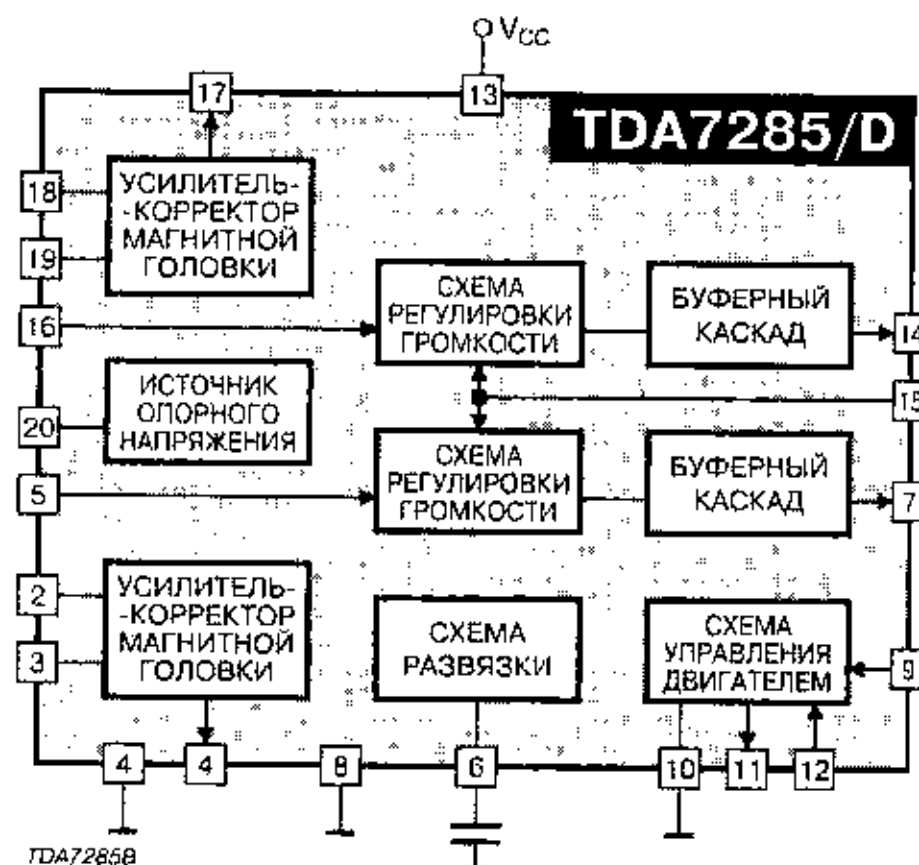 VCC
17
13
TDA7285/D
18
УСИЛИТЕЛЬ-
-КОРРЕКТОР
МАГНИТНОЙ
ГОЛОВКИ
19
16
СХЕМА
РЕГУЛИРОВКИ
ГРОМКОСТИ
БУФЕРНЫЙ
КАСКАД
14
ИСТОЧНИК
ОПОРНОГО
НАПРЯЖЕНИЯ
20
15
5
СХЕМА
РЕГУЛИРОВКИ
ГРОМКОСТИ
БУФЕРНЫЙ
КАСКАД
7
2
УСИЛИТЕЛЬ-
-КОРРЕКТОР
МАГНИТНОЙ
ГОЛОВКИ
3
СХЕМА
РАЗВЯЗКИ
СХЕМА
УПРАВЛЕНИЯ
ДВИГАТЕЛЕМ
9
4
4
8
6
10
11
12
TDA7285B